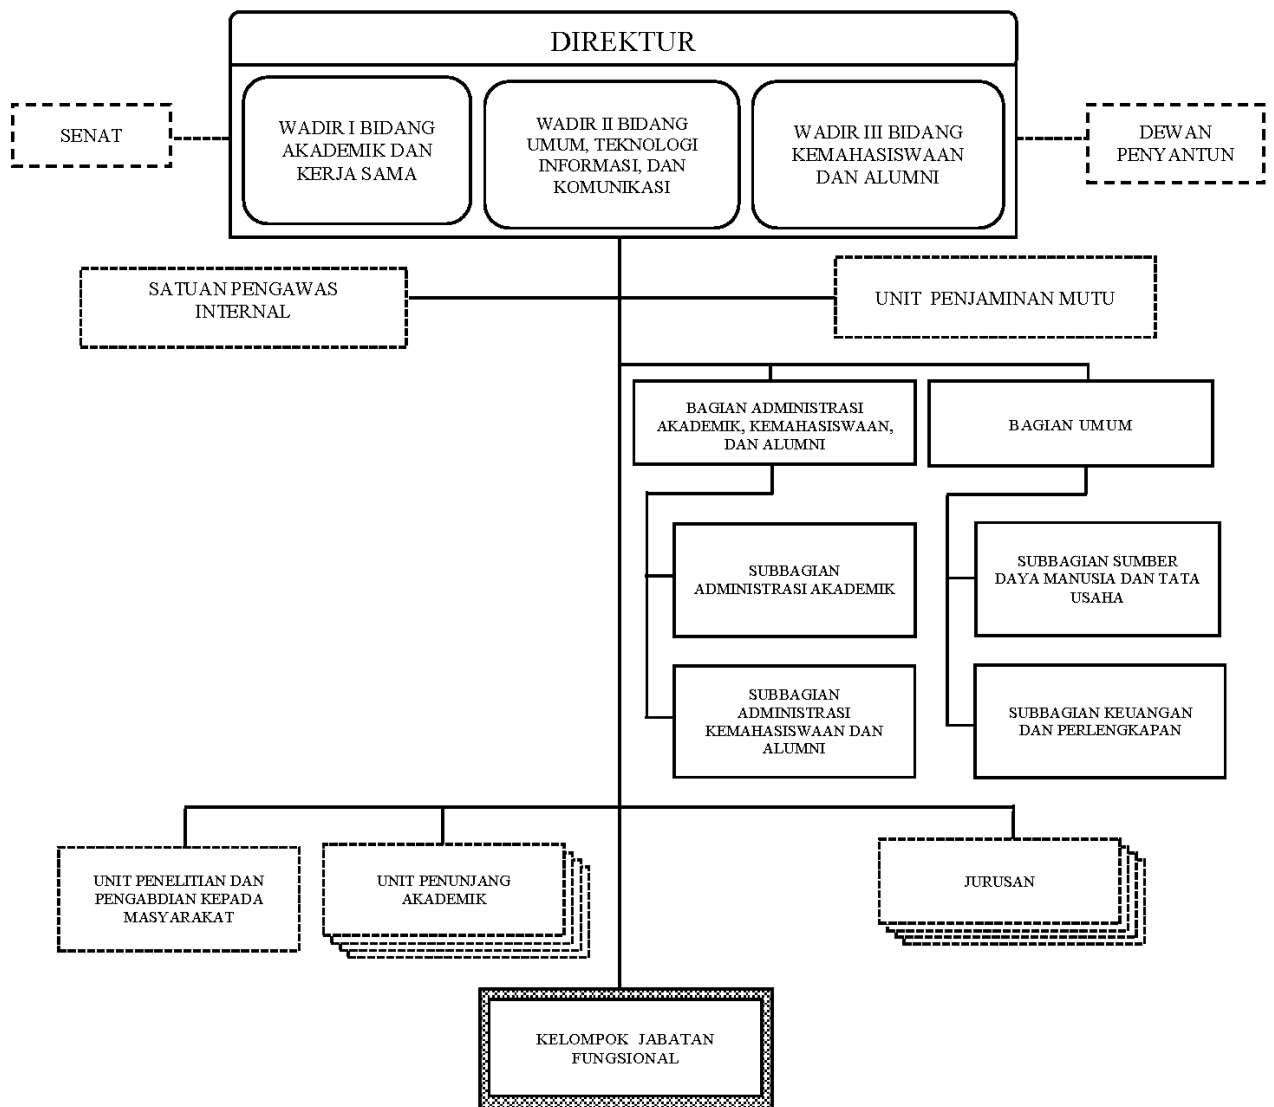 DIREKTUR
SENAT
WADIR I BIDANG
AKADEMIK DAN
KERJA SAMA
WADIR II BIDANG
UMUM, TEKNOLOGI
INFORMASI, DAN
KOMUNIKASI
WADIR III BIDANG
KEMAHASISWAAN
DAN ALUMNI
DEWAN
PENYANTUN
SATUAN PENGAWAS
INTERNAL
UNIT PENJAMINAN MUTU
BAGIAN ADMINISTRASI
AKADEMIK, KEMAHASISWAAN,
DAN ALUMNI
BAGIAN UMUM
SUBBAGIAN
ADMINISTRASI AKADEMIK
SUBBAGIAN SUMBER
DAYA MANUSIA DAN TATA
USAHA
SUBBAGIAN
ADMINISTRASI
KEMAHASISWAAN DAN
ALUMNI
SUBBAGIAN KEUANGAN
DAN PERLENGKAPAN
UNIT PENELITIAN DAN
PENGABDIAN KEPADA
MASYARAKAT
UNIT PENUNJANG
AKADEMIK
JURUSAN
KELOMPOK JABATAN
FUNGSIONAL